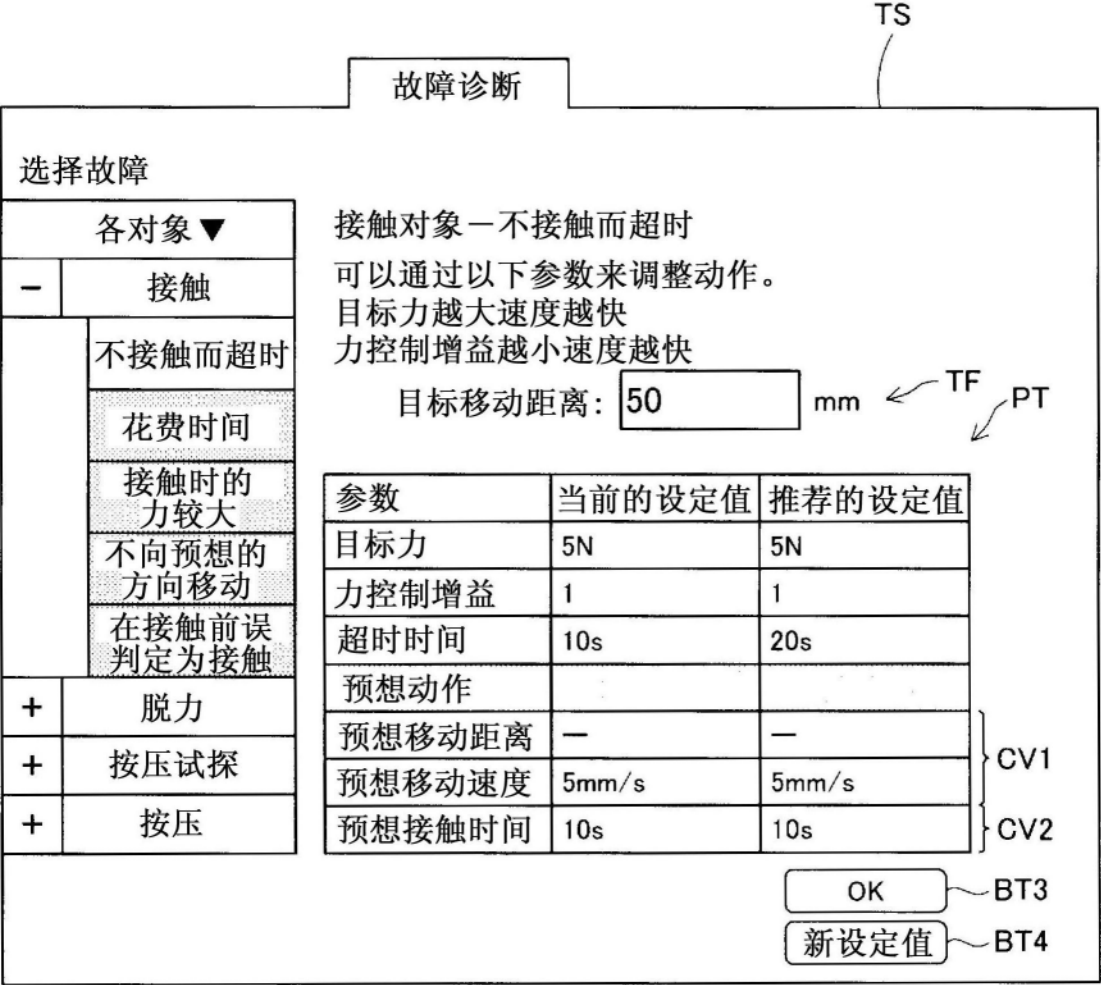 TS
故障诊断
选择故障
各对象▼
− 接触
不接触而超时
花费时间
接触时的
力较大
不向预想的
方向移动
在接触前误
判定为接触
+ 脱力
+ 按压试探
+ 按压
接触对象－不接触而超时
可以通过以下参数来调整动作。
目标力越大速度越快
力控制增益越小速度越快
目标移动距离: 50 mm
TF
PT
参数 当前的设定值 推荐的设定值
目标力 5N 5N
力控制增益 1 1
超时时间 10s 20s
预想动作
预想移动距离 — —
预想移动速度 5mm/s 5mm/s
CV1
预想接触时间 10s 10s
CV2
OK
BT3
新设定值
BT4